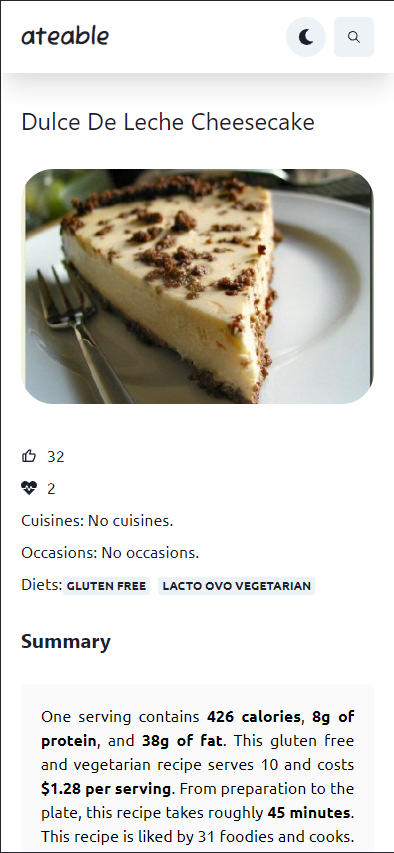 ateable
Dulce De Leche Cheesecake
32
2
Cuisines: No cuisines.
Occasions: No occasions.
Diets: GLUTEN FREE LACTO OVO VEGETARIAN
Summary
One serving contains 426 calories, 8g of
protein, and 38g of fat. This gluten free
and vegetarian recipe serves 10 and costs
$1.28 per serving. From preparation to the
plate, this recipe takes roughly 45 minutes.
This recipe is liked by 31 foodies and cooks.